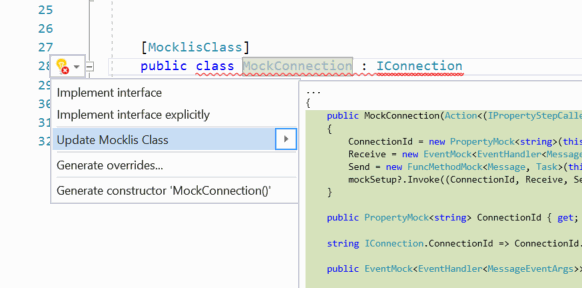 25
26
27 [MocklisClass]
28 public class MockConnection : IConnection
29
Implement interface
30
Implement interface explicitly
31
Update Mocklis Class
32
Generate overrides...
Generate constructor 'MockConnection()'
...
{
public MockConnection(Action<(IPropertyStepCalle
{
ConnectionId = new PropertyMock<string>(this
Receive = new EventMock<EventHandler<Message
Send = new FuncMethodMock<Message, Task>(thi
mockSetup?.Invoke((ConnectionId, Receive, Se
}
public PropertyMock<string> ConnectionId { get;
string IConnection.ConnectionId => ConnectionId.
public EventMock<EventHandler<MessageEventArgs>>